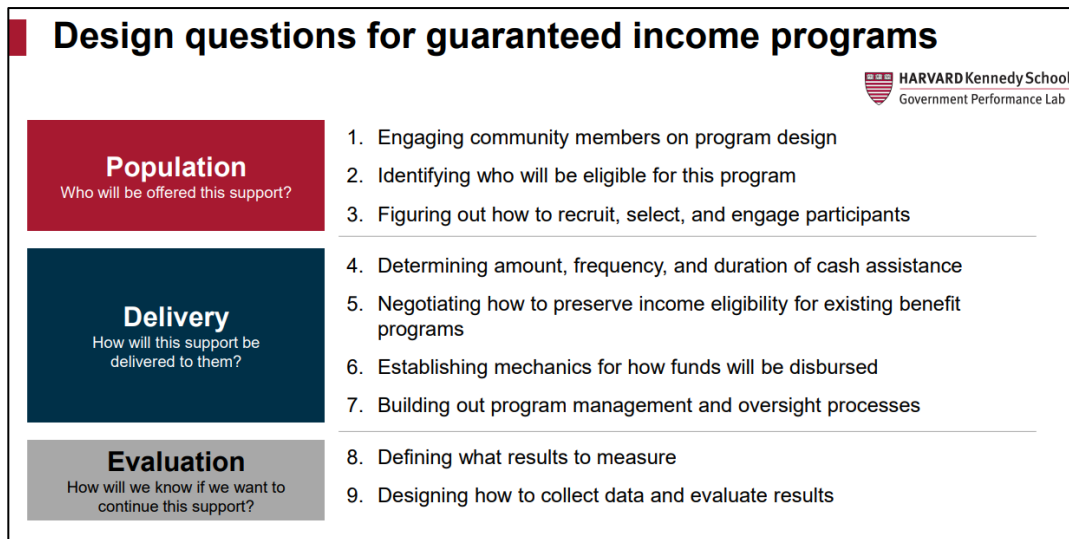 Design questions for guaranteed income programs
HARVARD Kennedy School
Government Performance Lab
Population
Who will be offered this support?
1. Engaging community members on program design
2. Identifying who will be eligible for this program
3. Figuring out how to recruit, select, and engage participants
Delivery
How will this support be
delivered to them?
4. Determining amount, frequency, and duration of cash assistance
5. Negotiating how to preserve income eligibility for existing benefit
programs
6. Establishing mechanics for how funds will be disbursed
7. Building out program management and oversight processes
Evaluation
How will we know if we want to
continue this support?
8. Defining what results to measure
9. Designing how to collect data and evaluate results